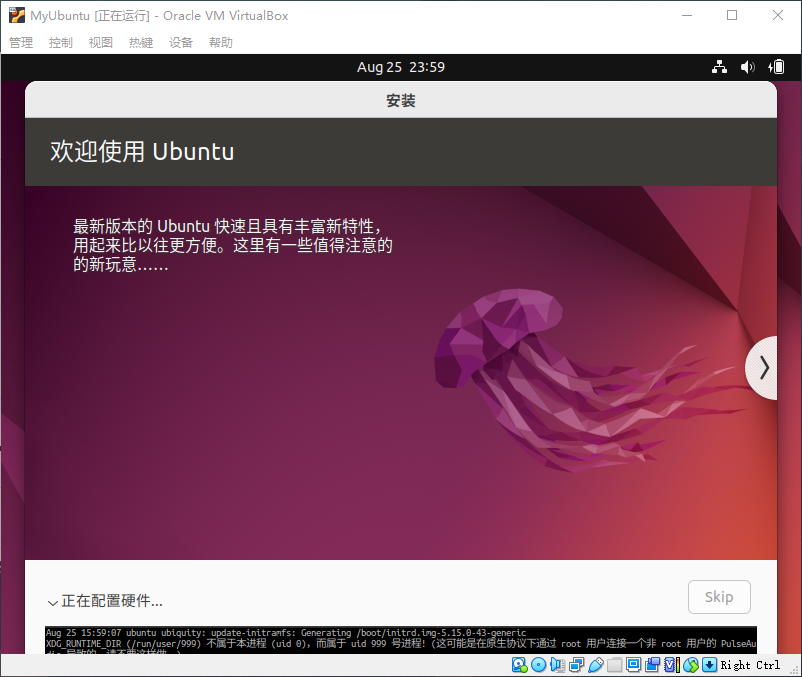 MyUbuntu [正在运行] - Oracle VM VirtualBox
管理 控制 视图 热键 设备 帮助
Aug 25 23:59
安装
欢迎使用 Ubuntu
最新版本的 Ubuntu 快速且具有丰富新特性，
用起来比以往更方便。这里有一些值得注意的
的新玩意……
正在配置硬件...
Skip
Aug 25 15:59:07 ubuntu ubiquity: update-initramfs: Generating /boot/initrd.img-5.15.0-43-generic
XDG_RUNTIME_DIR (/run/user/999) 不属于本进程 (uid 0)，而属于 uid 999 号进程！(这可能是在原生协议下通过 root 用户连接一个非 root 用户的 PulseAu
Right Ctrl